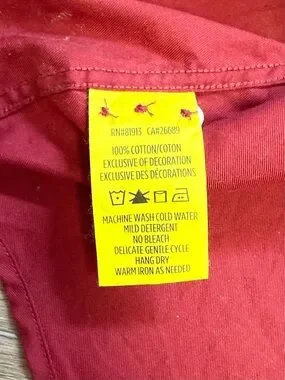 RN#81913 CA#26689
100% COTTON/COTON
EXCLUSIVE OF DECORATION
EXCLUSIVE DES DÉCORATIONS
MACHINE WASH COLD WATER
MILD DETERGENT
NO BLEACH
DELICATE GENTLE CYCLE
HANG DRY
WARM IRON AS NEEDED